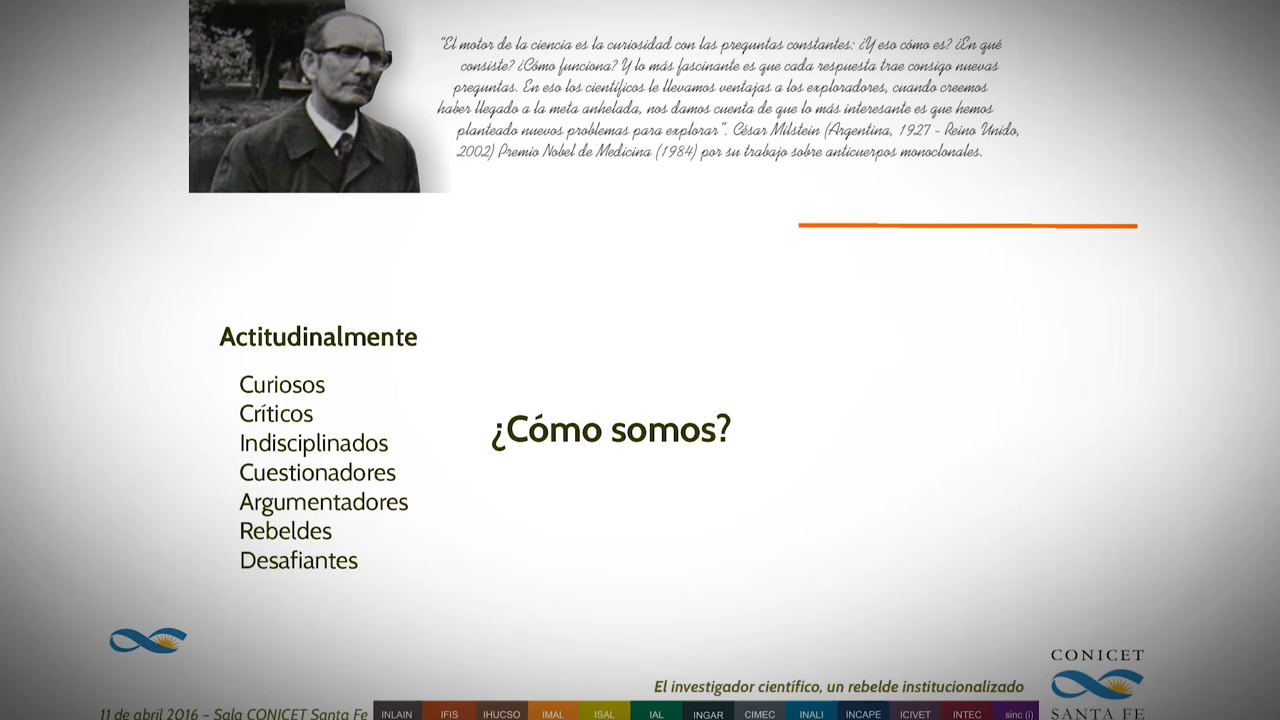 “El motor de la ciencia es la curiosidad con las preguntas constantes: ¿Y eso cómo es? ¿En qué
consiste? ¿Cómo funciona? Y lo más fascinante es que cada respuesta trae consigo nuevas
preguntas. En eso los científicos le llevamos ventajas a los exploradores, cuando creemos
haber llegado a la meta anhelada, nos damos cuenta de que lo más interesante es que hemos
planteado nuevos problemas para explorar”. César Milstein (Argentina, 1927 - Reino Unido,
2002) Premio Nobel de Medicina (1984) por su trabajo sobre anticuerpos monoclonales.
Actitudinalmente
Curiosos
Críticos
Indisciplinados
Cuestionadores
Argumentadores
Rebeldes
Desafiantes
¿Cómo somos?
El investigador científico, un rebelde institucionalizado
CONICET
SANTA FE
11 de abril 2016 – Sala CONICET Santa Fe
INLAIN IFIS IHUCSO IMAL ISAL IAL INGAR CIMEC INALI INCAPE ICIVET INTEC sinc (i)